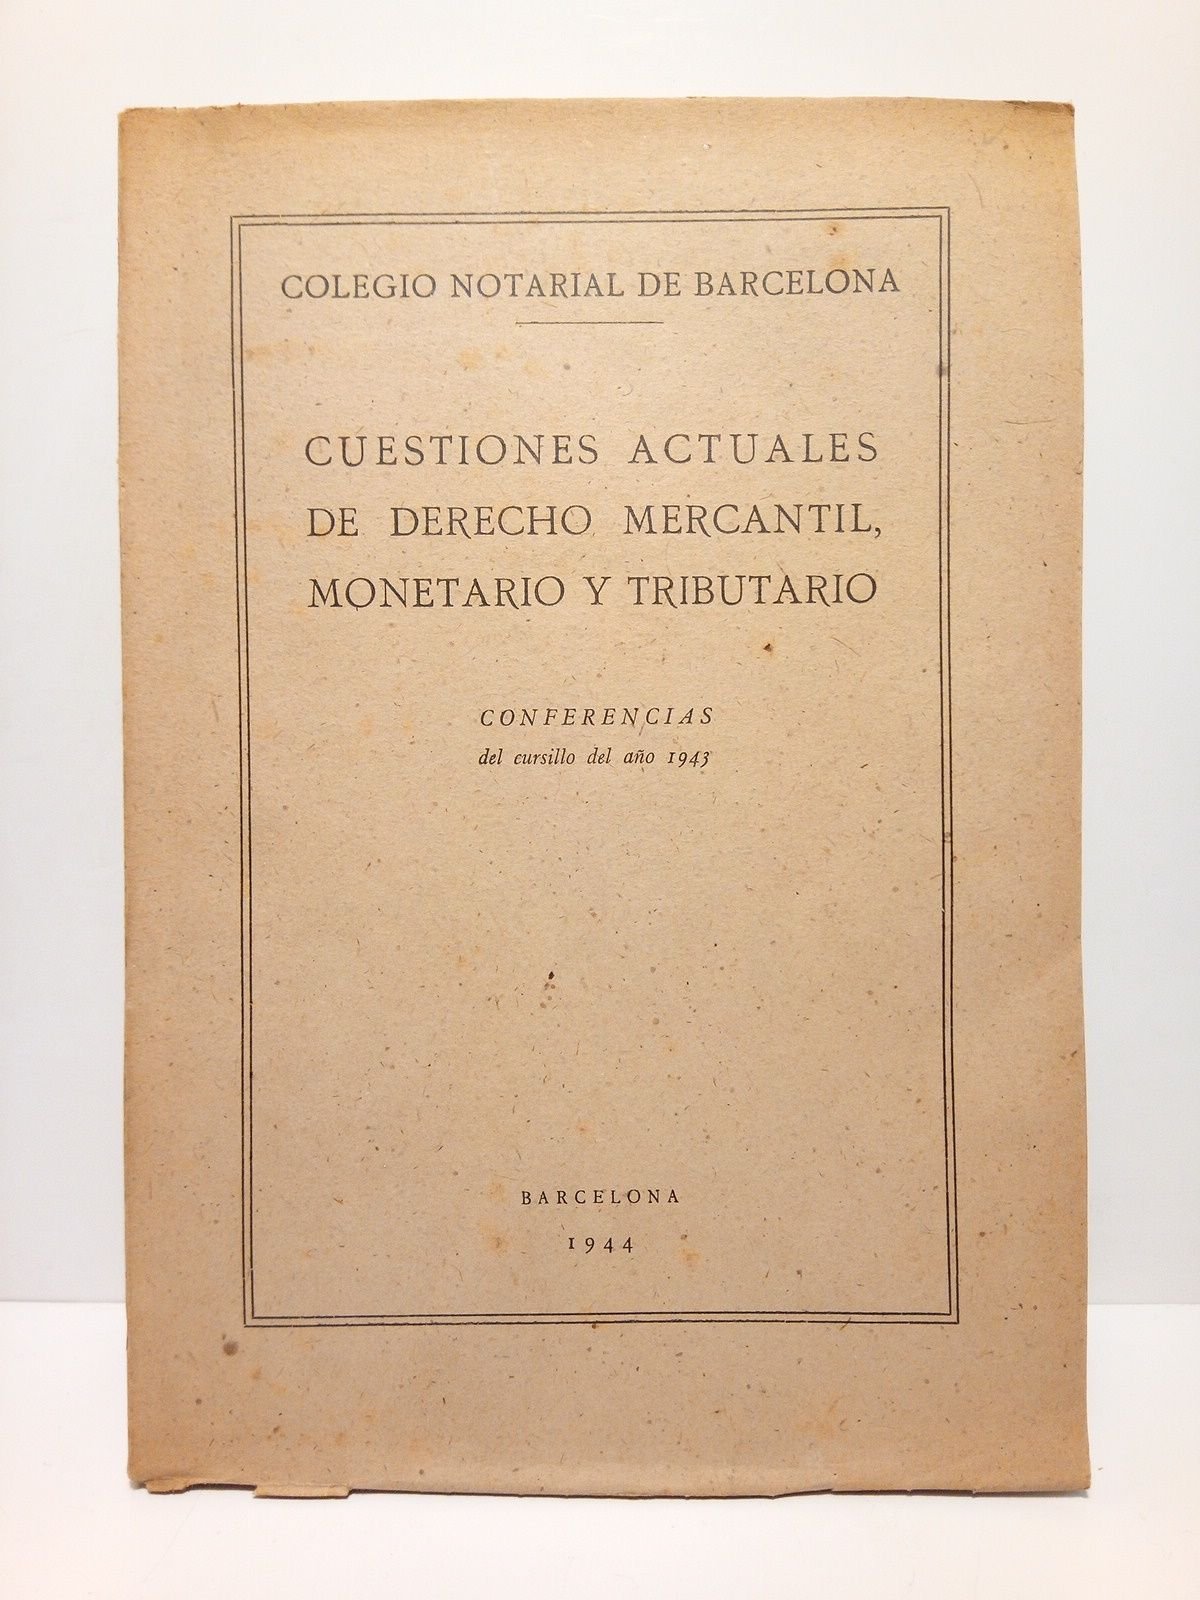 COLEGIO NOTARIAL DE BARCELONA
CUESTIONES ACTUALES
DE DERECHO MERCANTIL,
MONETARIO Y TRIBUTARIO
CONFERENCIAS
del cursillo del año 1943
BARCELONA
1944